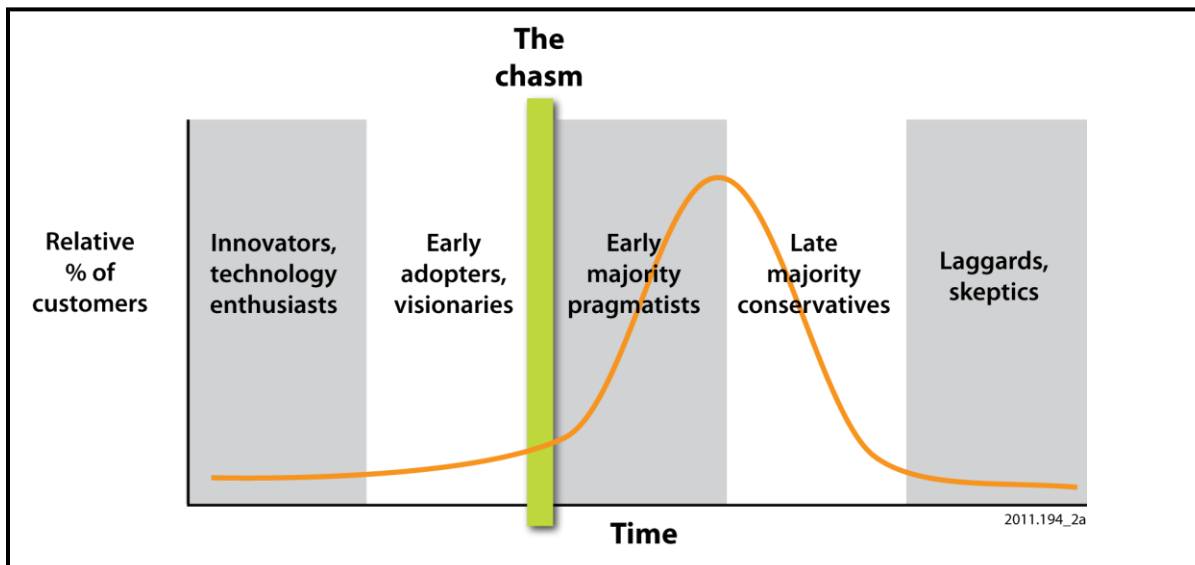 The
chasm
Relative
% of
customers
Innovators,
technology
enthusiasts
Early
adopters,
visionaries
Early
majority
pragmatists
Late
majority
conservatives
Laggards,
skeptics
Time
2011.194_2a